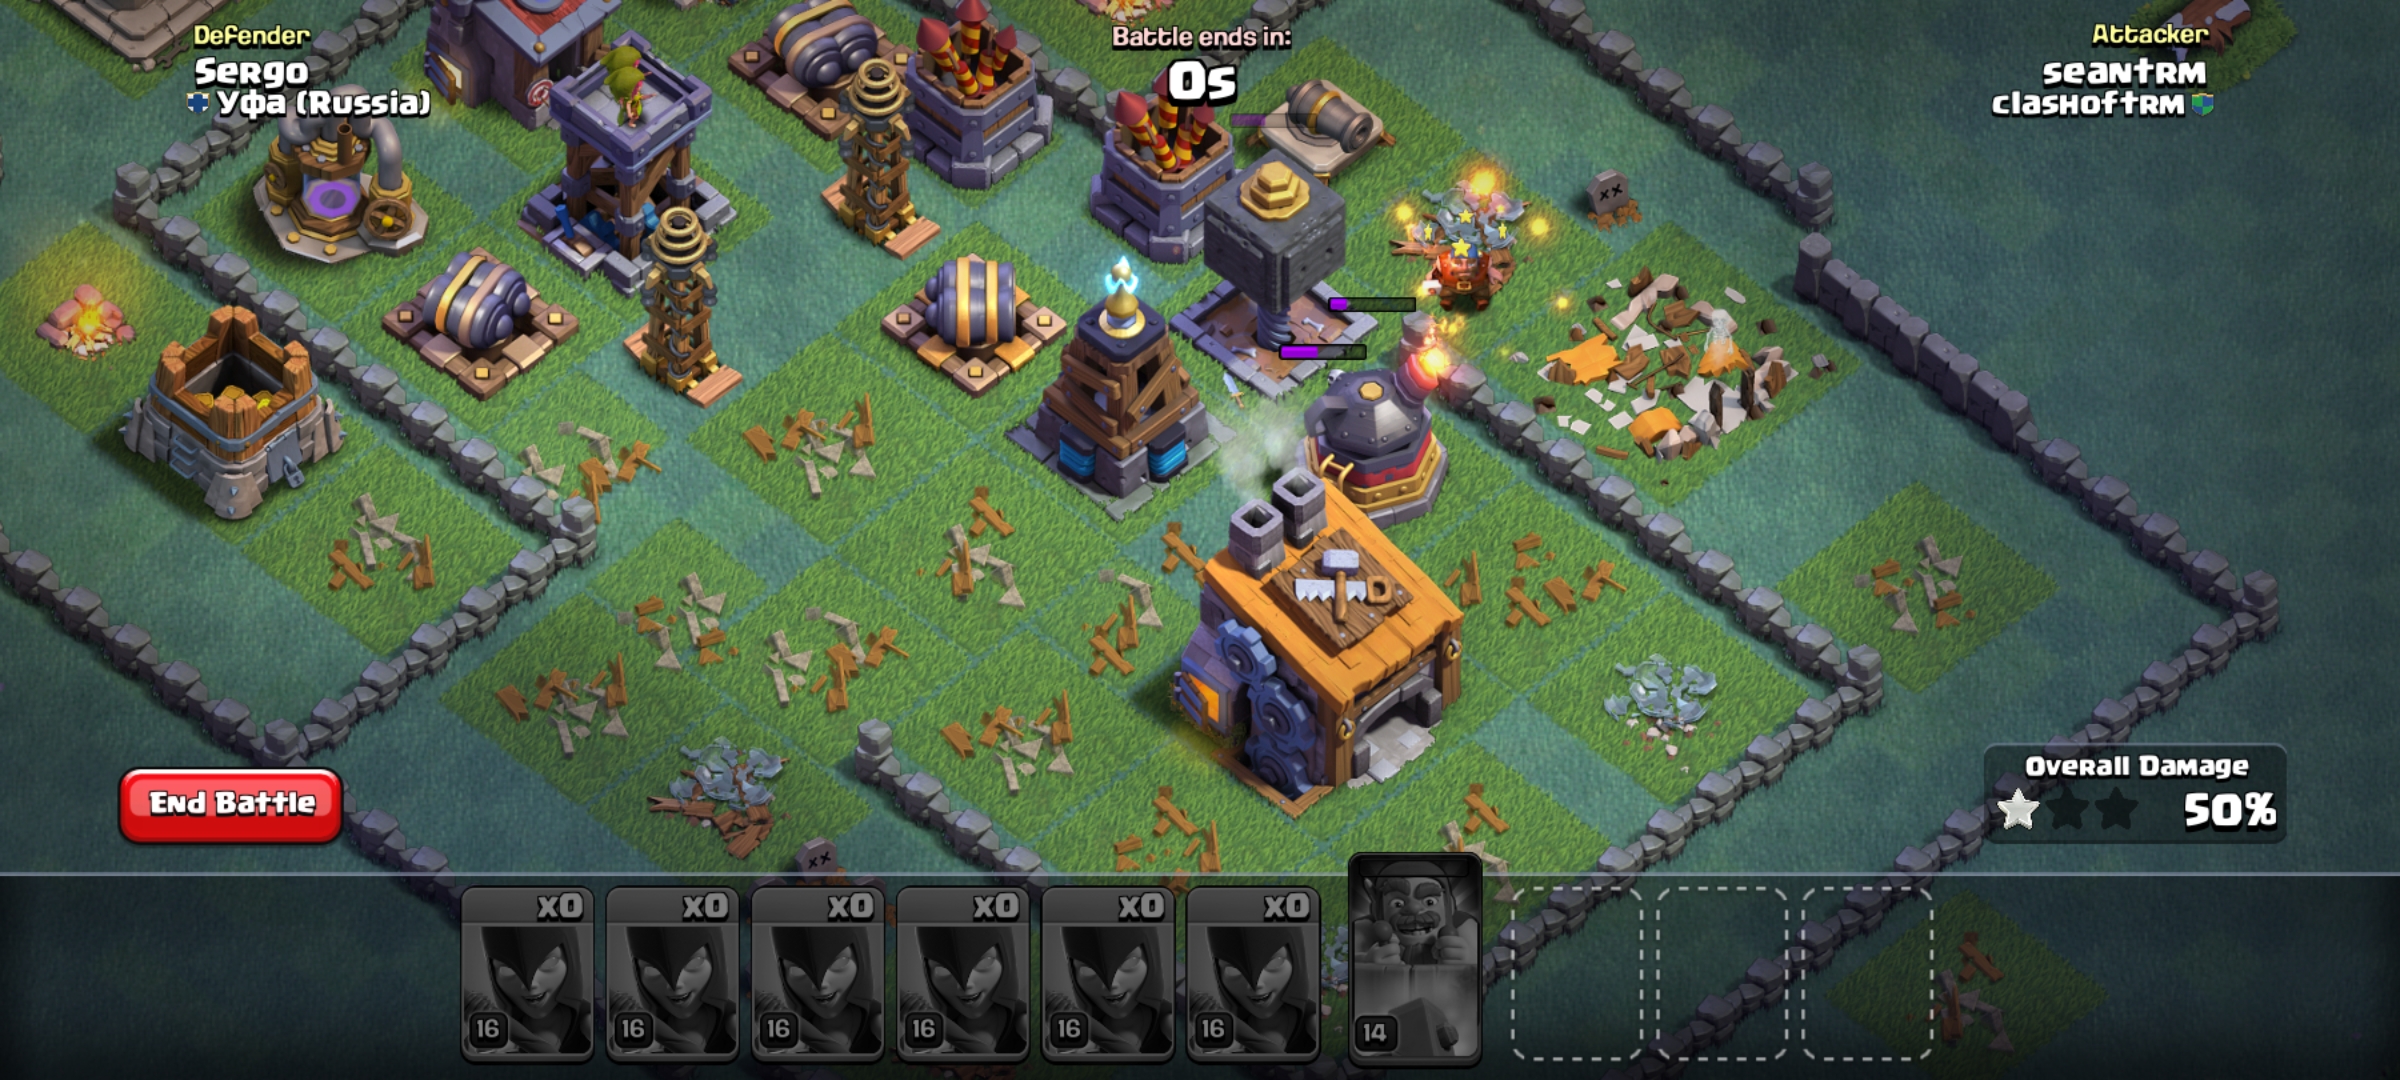 Defender
Sergo
Уфа (Russia)
Battle ends in:
0s
Attacker
seantRM
clashoftRM
End Battle
Overall Damage
50%
x0
x0
x0
x0
x0
x0
16
16
16
16
16
16
14